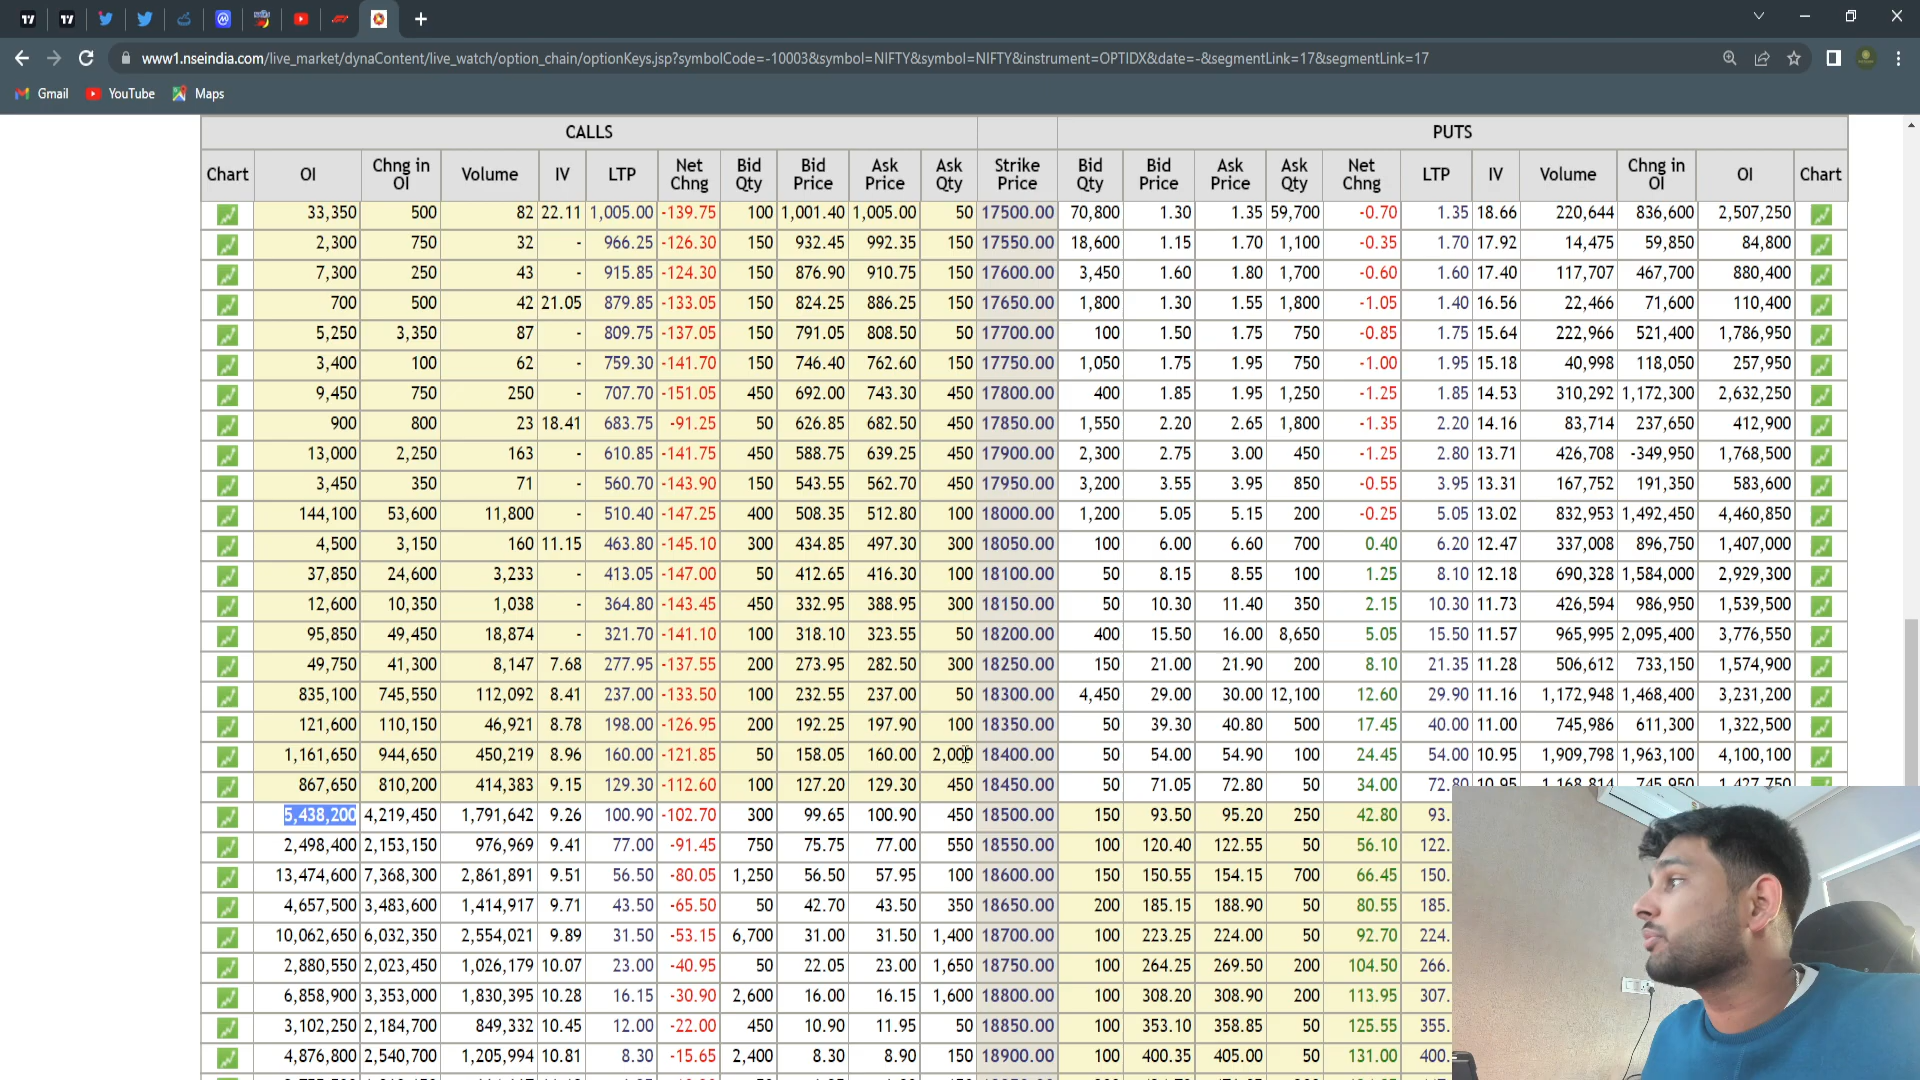 www1.nseindia.com/live_market/dynaContent/live_watch/option_chain/optionKeys.jsp?symbolCode=-10003&symbol=NIFTY&symbol=NIFTY&instrument=OPTIDX&date=-&segmentLink=17&segmentLink=17
Gmail YouTube Maps
CALLS PUTS
Chart OI Chng in OI Volume IV LTP Net Chng Bid Qty Bid Price Ask Price Ask Qty Strike Price Bid Qty Bid Price Ask Price Ask Qty Net Chng LTP IV Volume Chng in OI OI Chart
33,350 500 82 22.11 1,005.00 -139.75 100 1,001.40 1,005.00 50 17500.00 70,800 1.30 1.35 59,700 -0.70 1.35 18.66 220,644 836,600 2,507,250
2,300 750 32 - 966.25 -126.30 150 932.45 992.35 150 17550.00 18,600 1.15 1.70 1,100 -0.35 1.70 17.92 14,475 59,850 84,800
7,300 250 43 - 915.85 -124.30 150 876.90 910.75 150 17600.00 3,450 1.60 1.80 1,700 -0.60 1.60 17.40 117,707 467,700 880,400
700 500 42 21.05 879.85 -133.05 150 824.25 886.25 150 17650.00 1,800 1.30 1.55 1,800 -1.05 1.40 16.56 22,466 71,600 110,400
5,250 3,350 87 - 809.75 -137.05 150 791.05 808.50 50 17700.00 100 1.50 1.75 750 -0.85 1.75 15.64 222,966 521,400 1,786,950
3,400 100 62 - 759.30 -141.70 150 746.40 762.60 150 17750.00 1,050 1.75 1.95 750 -1.00 1.95 15.18 40,998 118,050 257,950
9,450 750 250 - 707.70 -151.05 450 692.00 743.30 450 17800.00 400 1.85 1.95 1,250 -1.25 1.85 14.53 310,292 1,172,300 2,632,250
900 800 23 18.41 683.75 -91.25 50 626.85 682.50 450 17850.00 1,550 2.20 2.65 1,800 -1.35 2.20 14.16 83,714 237,650 412,900
13,000 2,250 163 - 610.85 -141.75 450 588.75 639.25 450 17900.00 2,300 2.75 3.00 450 -1.25 2.80 13.71 426,708 -349,950 1,768,500
3,450 350 71 - 560.70 -143.90 150 543.55 562.70 450 17950.00 3,200 3.55 3.95 850 -0.55 3.95 13.31 167,752 191,350 583,600
144,100 53,600 11,800 - 510.40 -147.25 400 508.35 512.80 100 18000.00 1,200 5.05 5.15 200 -0.25 5.05 13.02 832,953 1,492,450 4,460,850
4,500 3,150 160 11.15 463.80 -145.10 300 434.85 497.30 300 18050.00 100 6.00 6.60 700 0.40 6.20 12.47 337,008 896,750 1,407,000
37,850 24,600 3,233 - 413.05 -147.00 50 412.65 416.30 100 18100.00 50 8.15 8.55 100 1.25 8.10 12.18 690,328 1,584,000 2,929,300
12,600 10,350 1,038 - 364.80 -143.45 450 332.95 388.95 300 18150.00 50 10.30 11.40 350 2.15 10.30 11.73 426,594 986,950 1,539,500
95,850 49,450 18,874 - 321.70 -141.10 100 318.10 323.55 50 18200.00 400 15.50 16.00 8,650 5.05 15.50 11.57 965,995 2,095,400 3,776,550
49,750 41,300 8,147 7.68 277.95 -137.55 200 273.95 282.50 300 18250.00 150 21.00 21.90 200 8.10 21.35 11.28 506,612 733,150 1,574,900
835,100 745,550 112,092 8.41 237.00 -133.50 100 232.55 237.00 50 18300.00 4,450 29.00 30.00 12,100 12.60 29.90 11.16 1,172,948 1,468,400 3,231,200
121,600 110,150 46,921 8.78 198.00 -126.95 200 192.25 197.90 100 18350.00 50 39.30 40.80 500 17.45 40.00 11.00 745,986 611,300 1,322,500
1,161,650 944,650 450,219 8.96 160.00 -121.85 50 158.05 160.00 2,000 18400.00 50 54.00 54.90 100 24.45 54.00 10.95 1,909,798 1,963,100 4,100,100
867,650 810,200 414,383 9.15 129.30 -112.60 100 127.20 129.30 450 18450.00 50 71.05 72.80 50 34.00 72.80 10.95 1,168,814 745,950 1,427,750
5,438,200 4,219,450 1,791,642 9.26 100.90 -102.70 300 99.65 100.90 450 18500.00 150 93.50 95.20 250 42.80 93.
2,498,400 2,153,150 976,969 9.41 77.00 -91.45 750 75.75 77.00 550 18550.00 100 120.40 122.55 50 56.10 122.
13,474,600 7,368,300 2,861,891 9.51 56.50 -80.05 1,250 56.50 57.95 100 18600.00 150 150.55 154.15 700 66.45 150.
4,657,500 3,483,600 1,414,917 9.71 43.50 -65.50 50 42.70 43.50 350 18650.00 200 185.15 188.90 50 80.55 185.
10,062,650 6,032,350 2,554,021 9.89 31.50 -53.15 6,700 31.00 31.50 1,400 18700.00 100 223.25 224.00 50 92.70 224.
2,880,550 2,023,450 1,026,179 10.07 23.00 -40.95 50 22.05 23.00 1,650 18750.00 100 264.25 269.50 200 104.50 266.
6,858,900 3,353,000 1,830,395 10.28 16.15 -30.90 2,600 16.00 16.15 1,600 18800.00 100 308.20 308.90 200 113.95 307.
3,102,250 2,184,700 849,332 10.45 12.00 -22.00 450 10.90 11.95 50 18850.00 100 353.10 358.85 50 125.55 355.
4,876,800 2,540,700 1,205,994 10.81 8.30 -15.65 2,400 8.30 8.90 150 18900.00 100 400.35 405.00 50 131.00 400.